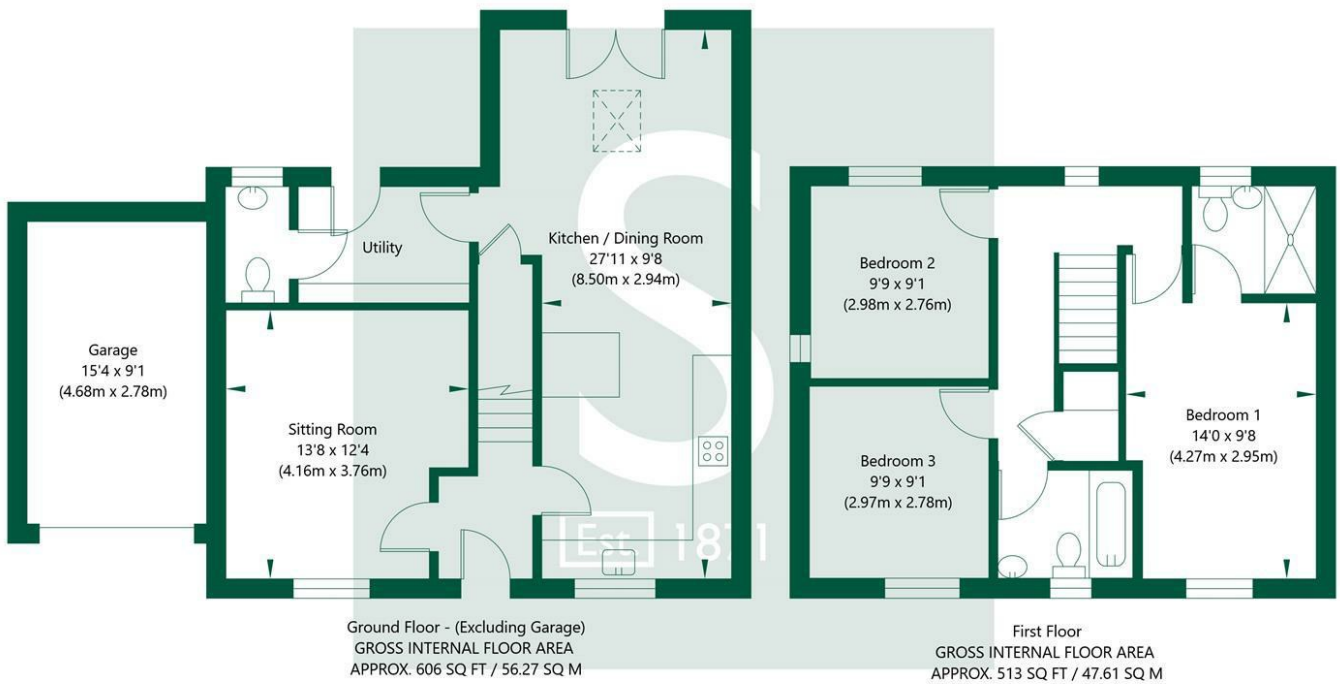 Utility
Kitchen / Dining Room
27'11 x 9'8
(8.50m x 2.94m)
Garage
15'4 x 9'1
(4.68m x 2.78m)
Sitting Room
13'8 x 12'4
(4.16m x 3.76m)
Bedroom 2
9'9 x 9'1
(2.98m x 2.76m)
Bedroom 3
9'9 x 9'1
(2.97m x 2.78m)
Bedroom 1
14'0 x 9'8
(4.27m x 2.95m)
S
Est. 1871
Ground Floor - (Excluding Garage)
GROSS INTERNAL FLOOR AREA
APPROX. 606 SQ FT / 56.27 SQ M
First Floor
GROSS INTERNAL FLOOR AREA
APPROX. 513 SQ FT / 47.61 SQ M